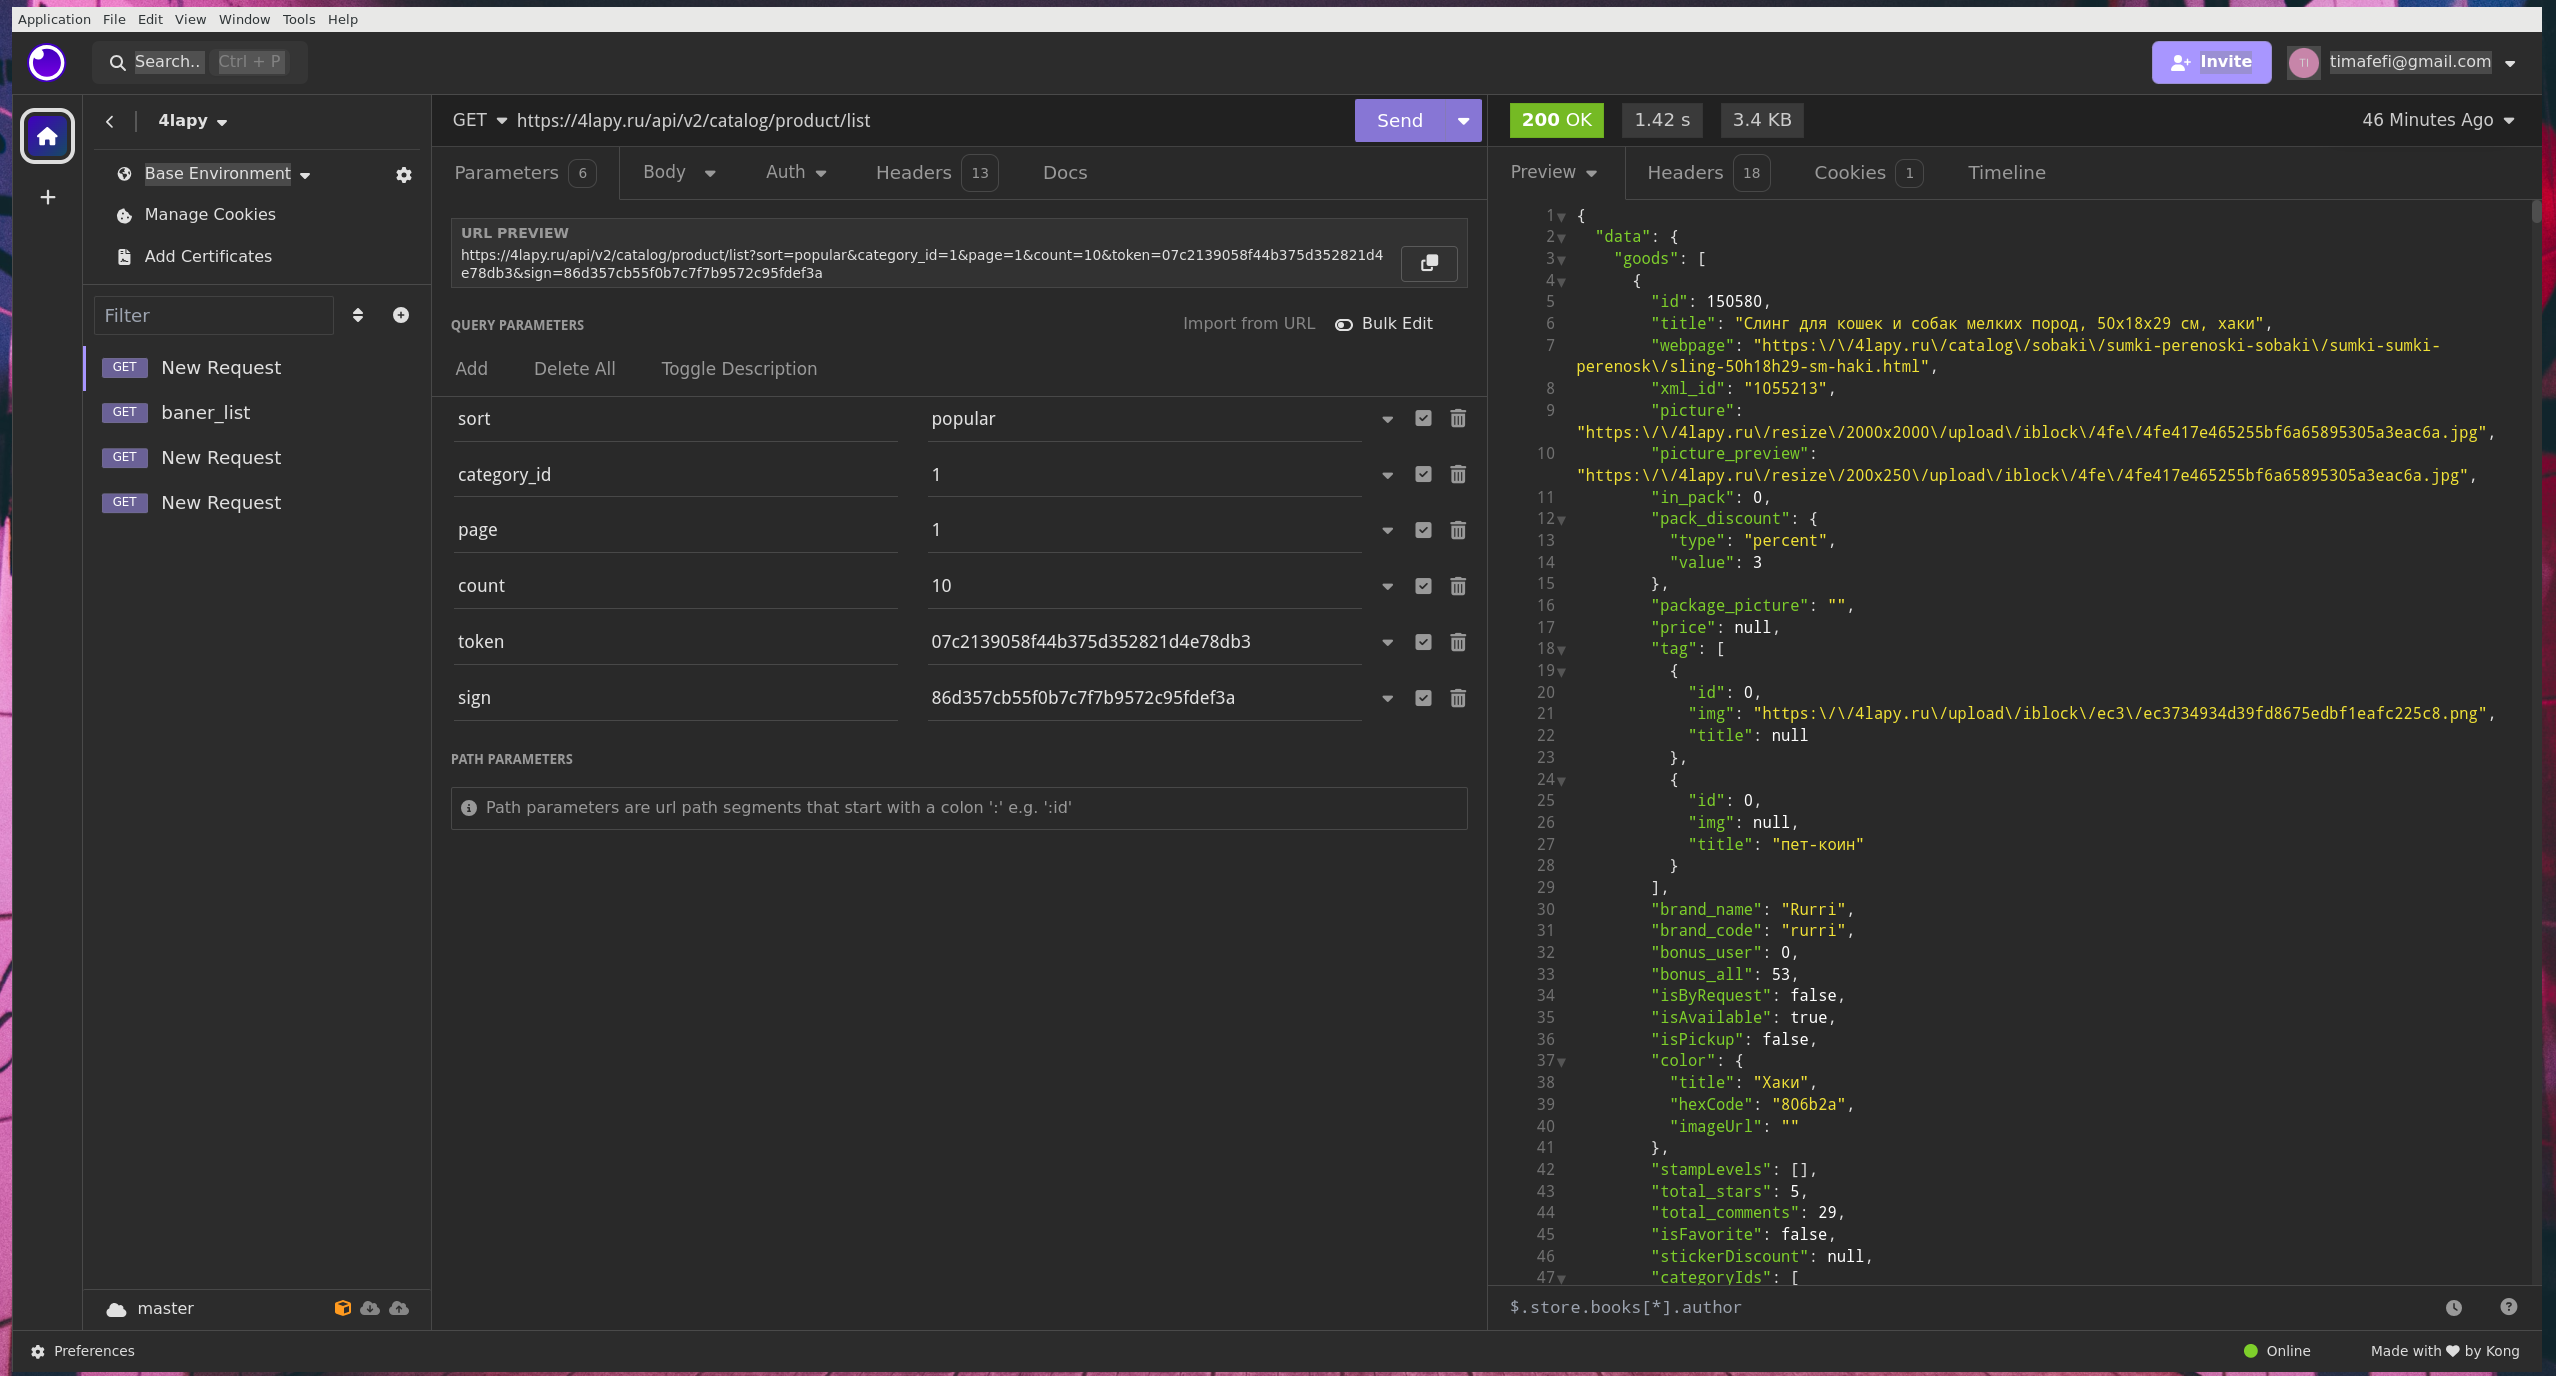 Application File Edit View Window Tools Help
Search.. Ctrl + P
Invite
TI timafefi@gmail.com
4lapy
Base Environment
Manage Cookies
Add Certificates
Filter
GET New Request
GET baner_list
GET New Request
GET New Request
master
GET https://4lapy.ru/api/v2/catalog/product/list
Send
Parameters 6 Body Auth Headers 13 Docs
URL PREVIEW
https://4lapy.ru/api/v2/catalog/product/list?sort=popular&category_id=1&page=1&count=10&token=07c2139058f44b375d352821d4
e78db3&sign=86d357cb55f0b7c7f7b9572c95fdef3a
QUERY PARAMETERS Import from URL Bulk Edit
Add Delete All Toggle Description
sort popular
category_id 1
page 1
count 10
token 07c2139058f44b375d352821d4e78db3
sign 86d357cb55f0b7c7f7b9572c95fdef3a
PATH PARAMETERS
Path parameters are url path segments that start with a colon ':' e.g. ':id'
200 OK 1.42 s 3.4 KB 46 Minutes Ago
Preview Headers 18 Cookies 1 Timeline
1 {
2 "data": {
3 "goods": [
4 {
5 "id": 150580,
6 "title": "Слинг для кошек и собак мелких пород, 50x18x29 см, хаки",
7 "webpage": "https:\/\/4lapy.ru\/catalog\/sobaki\/sumki-perenoski-sobaki\/sumki-sumki-
perenosk\/sling-50h18h29-sm-haki.html",
8 "xml_id": "1055213",
9 "picture":
"https:\/\/4lapy.ru\/resize\/2000x2000\/upload\/iblock\/4fe\/4fe417e465255bf6a65895305a3eac6a.jpg",
10 "picture_preview":
"https:\/\/4lapy.ru\/resize\/200x250\/upload\/iblock\/4fe\/4fe417e465255bf6a65895305a3eac6a.jpg",
11 "in_pack": 0,
12 "pack_discount": {
13 "type": "percent",
14 "value": 3
15 },
16 "package_picture": "",
17 "price": null,
18 "tag": [
19 {
20 "id": 0,
21 "img": "https:\/\/4lapy.ru\/upload\/iblock\/ec3\/ec3734934d39fd8675edbf1eafc225c8.png",
22 "title": null
23 },
24 {
25 "id": 0,
26 "img": null,
27 "title": "пет-коин"
28 }
29 ],
30 "brand_name": "Rurri",
31 "brand_code": "rurri",
32 "bonus_user": 0,
33 "bonus_all": 53,
34 "isByRequest": false,
35 "isAvailable": true,
36 "isPickup": false,
37 "color": {
38 "title": "Хаки",
39 "hexCode": "806b2a",
40 "imageUrl": ""
41 },
42 "stampLevels": [],
43 "total_stars": 5,
44 "total_comments": 29,
45 "isFavorite": false,
46 "stickerDiscount": null,
47 "categoryIds": [
$.store.books[*].author
Preferences
Online
Made with ♥ by Kong